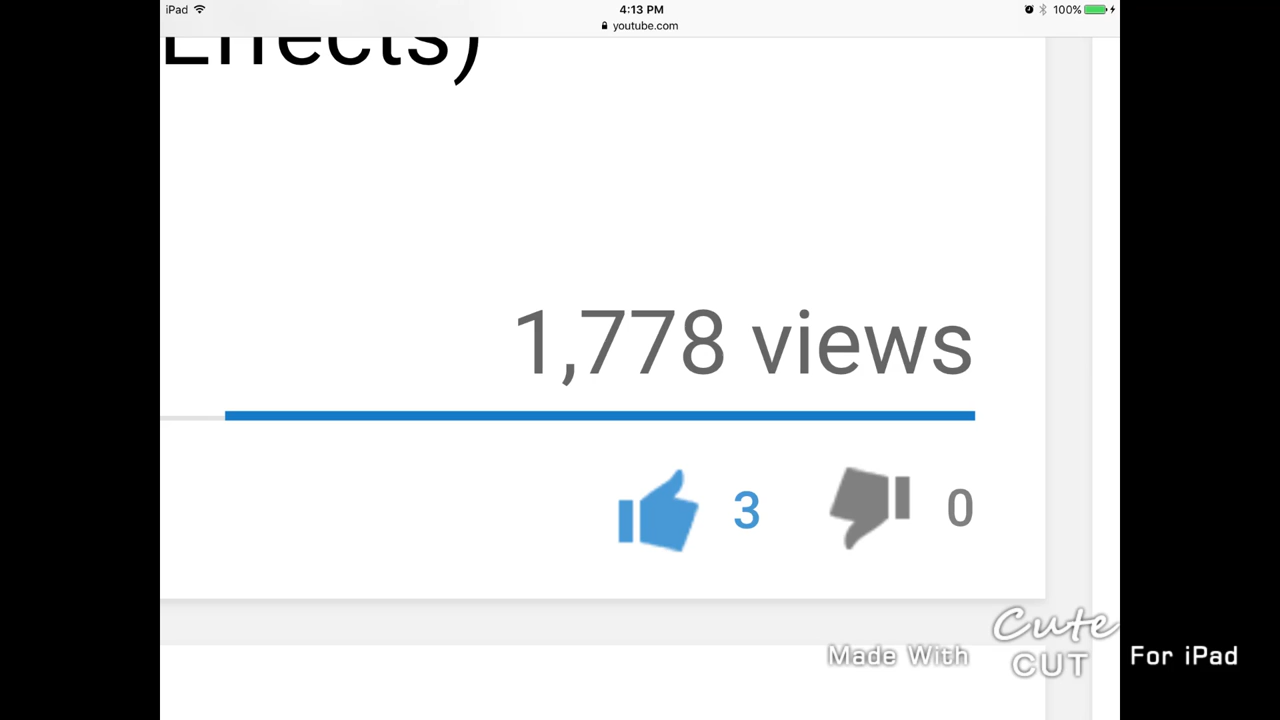 iPad 4:13 PM 100%
youtube.com
Effects)
1,778 views
3 0
Cute
Made With CUT For iPad